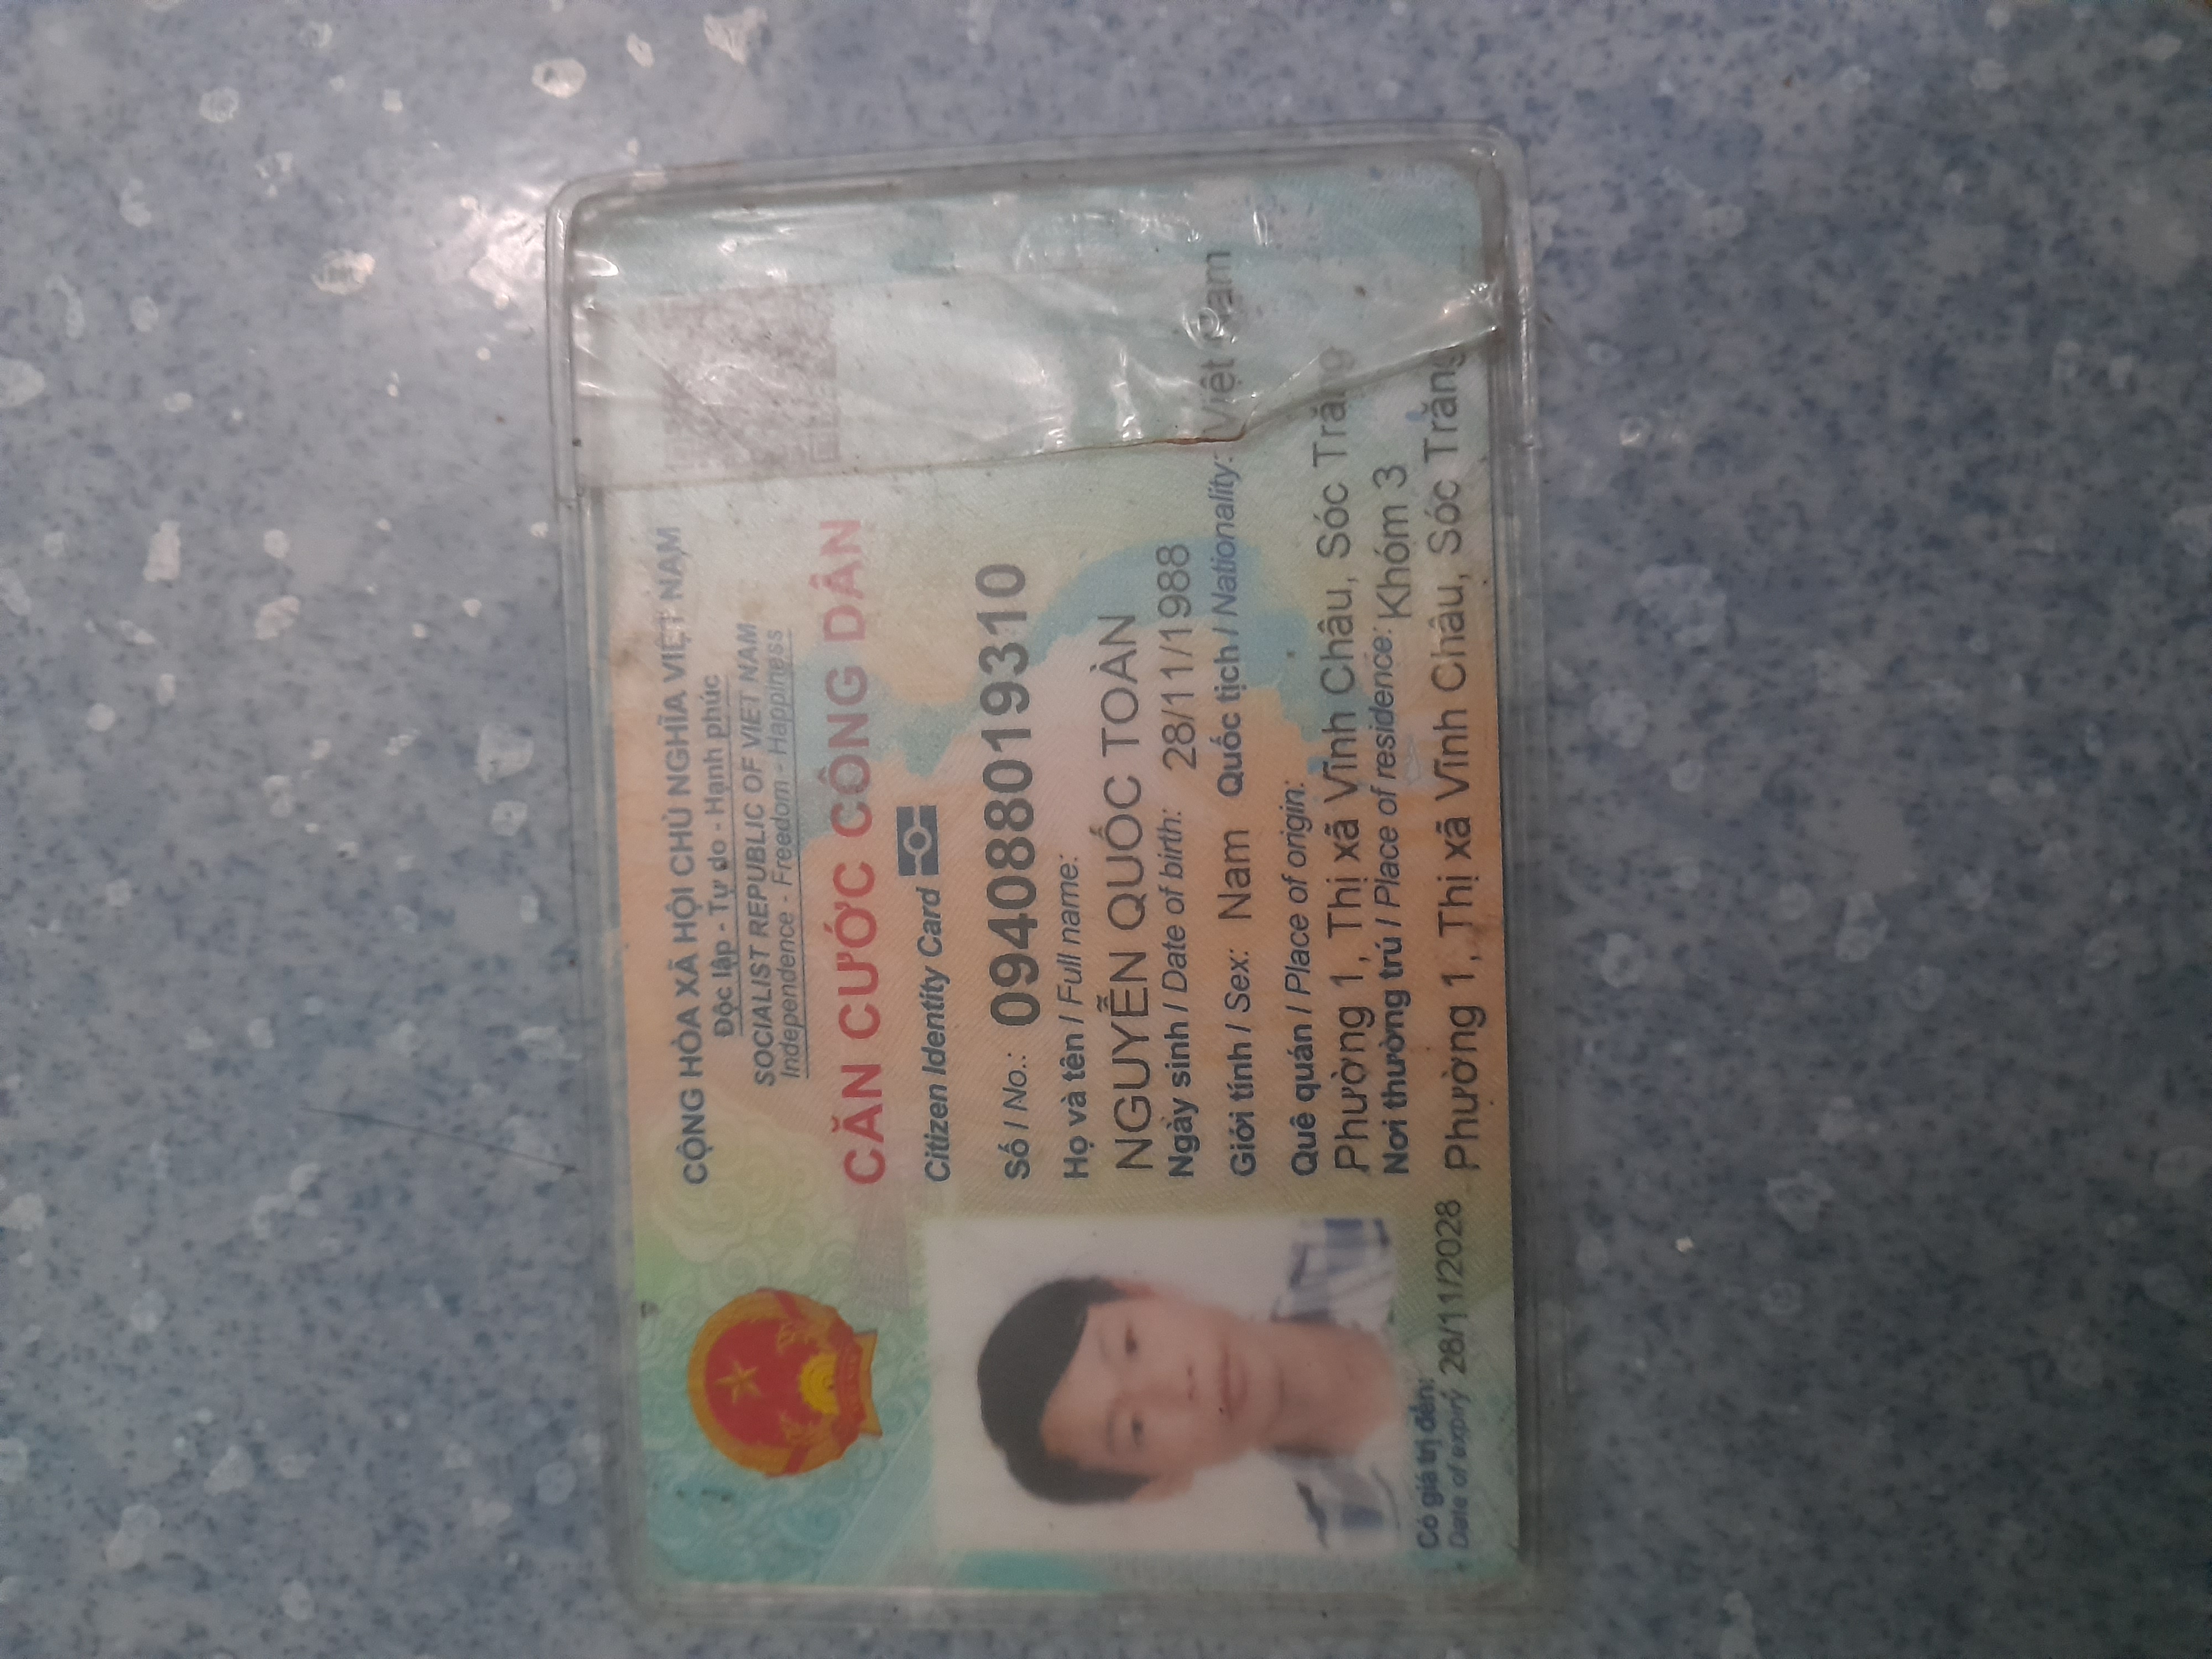 CỘNG HÒA XÃ HỘI CHỦ NGHĨA VIỆT NAM
Độc lập - Tự do - Hạnh phúc
SOCIALIST REPUBLIC OF VIET NAM
Independence - Freedom - Happiness
CĂN CƯỚC CÔNG DÂN
Citizen Identity Card
Số / No.: 094088019310
Họ và tên / Full name:
NGUYỄN QUỐC TOÀN
Ngày sinh / Date of birth: 28/11/1988
Giới tính / Sex: Nam Quốc tịch / Nationality: Việt Nam
Quê quán / Place of origin:
Phường 1, Thị xã Vĩnh Châu, Sóc Trăng
Nơi thường trú / Place of residence: Khóm 3
Phường 1, Thị xã Vĩnh Châu, Sóc Trăng
Có giá trị đến: 28/11/2028
Date of expiry